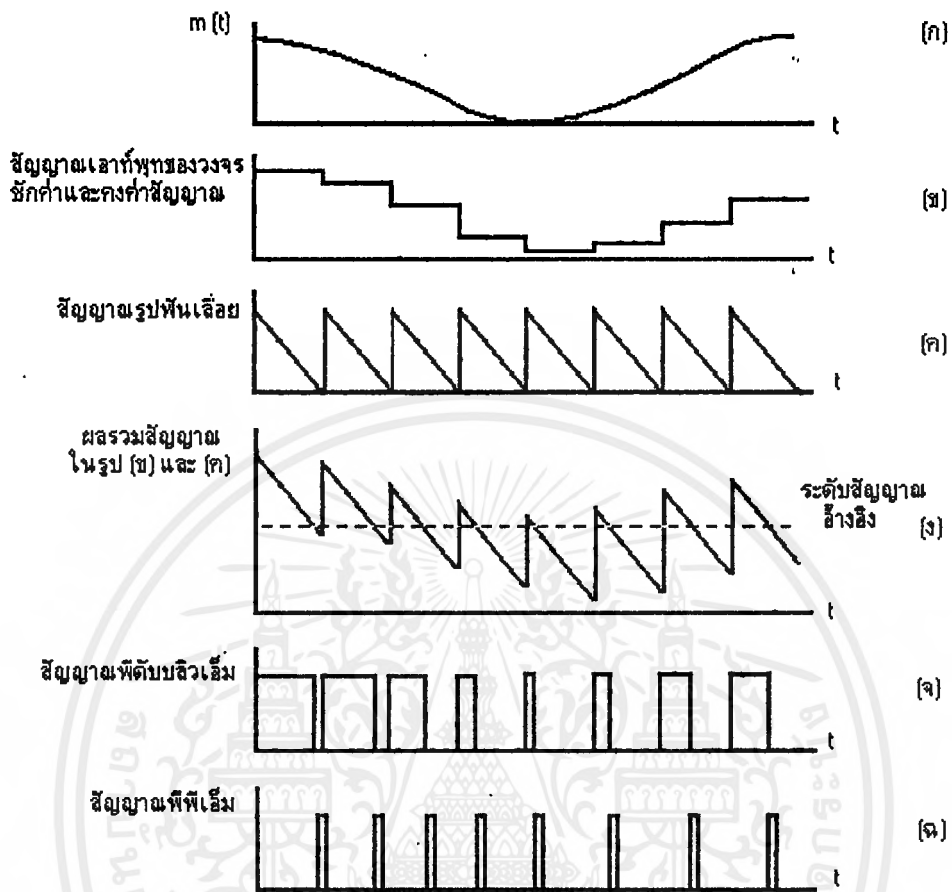 m (t)
(ก)
t
สัญญาณเอาท์พุทของวงจร
ชักค่าและคงค่าสัญญาณ
(ข)
t
สัญญาณรูปฟันเลื่อย
(ค)
t
ผลรวมสัญญาณ
ในรูป (ข) และ (ค)
ระดับสัญญาณ
อ้างอิง
(ง)
t
สัญญาณพีดับบลิวเอ็ม
(จ)
t
สัญญาณพีพีเอ็ม
(ฉ)
t